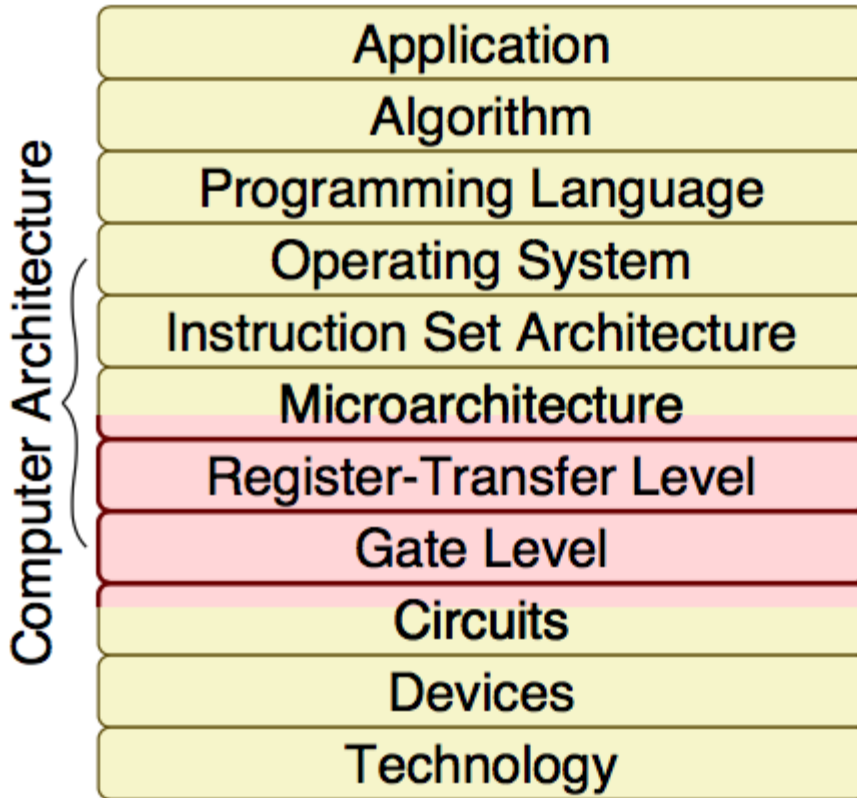 Computer Architecture
Application
Algorithm
Programming Language
Operating System
Instruction Set Architecture
Microarchitecture
Register-Transfer Level
Gate Level
Circuits
Devices
Technology